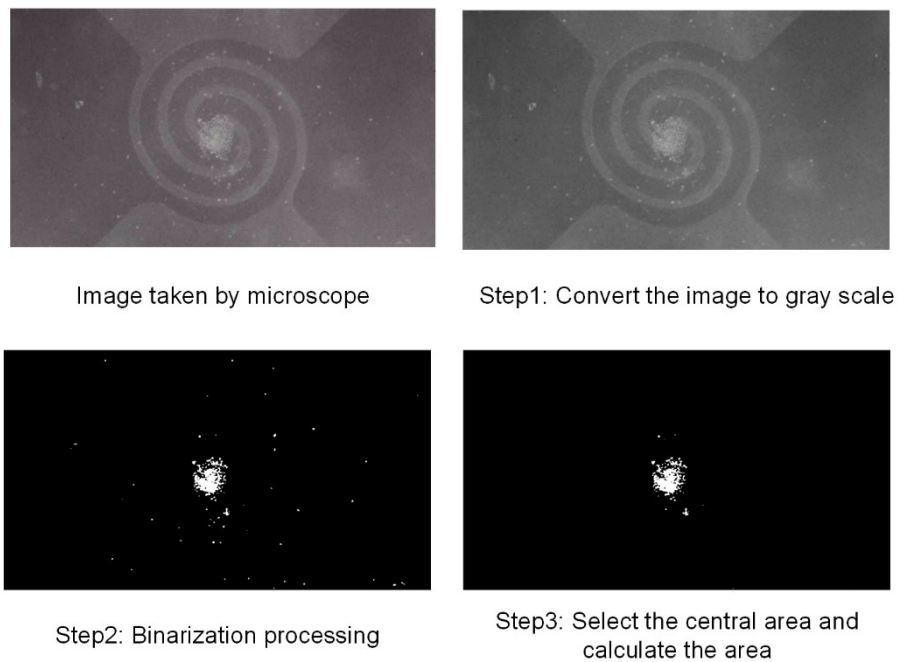 Image taken by microscope
Step1: Convert the image to gray scale
Step2: Binarization processing
Step3: Select the central area and
calculate the area